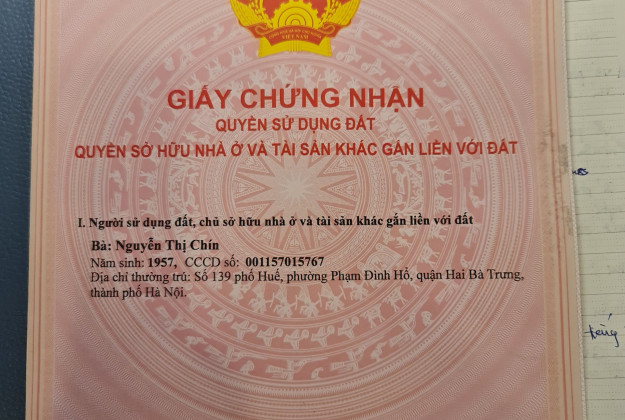 VIỆT NAM
GIẤY CHỨNG NHẬN
QUYỀN SỬ DỤNG ĐẤT
QUYỀN SỞ HỮU NHÀ Ở VÀ TÀI SẢN KHÁC GẮN LIỀN VỚI ĐẤT
I. Người sử dụng đất, chủ sở hữu nhà ở và tài sản khác gắn liền với đất
Bà: Nguyễn Thị Chín
Năm sinh: 1957, CCCD số: 001157015767
Địa chỉ thường trú: Số 139 phố Huế, phường Phạm Đình Hổ, quận Hai Bà Trưng,
thành phố Hà Nội.